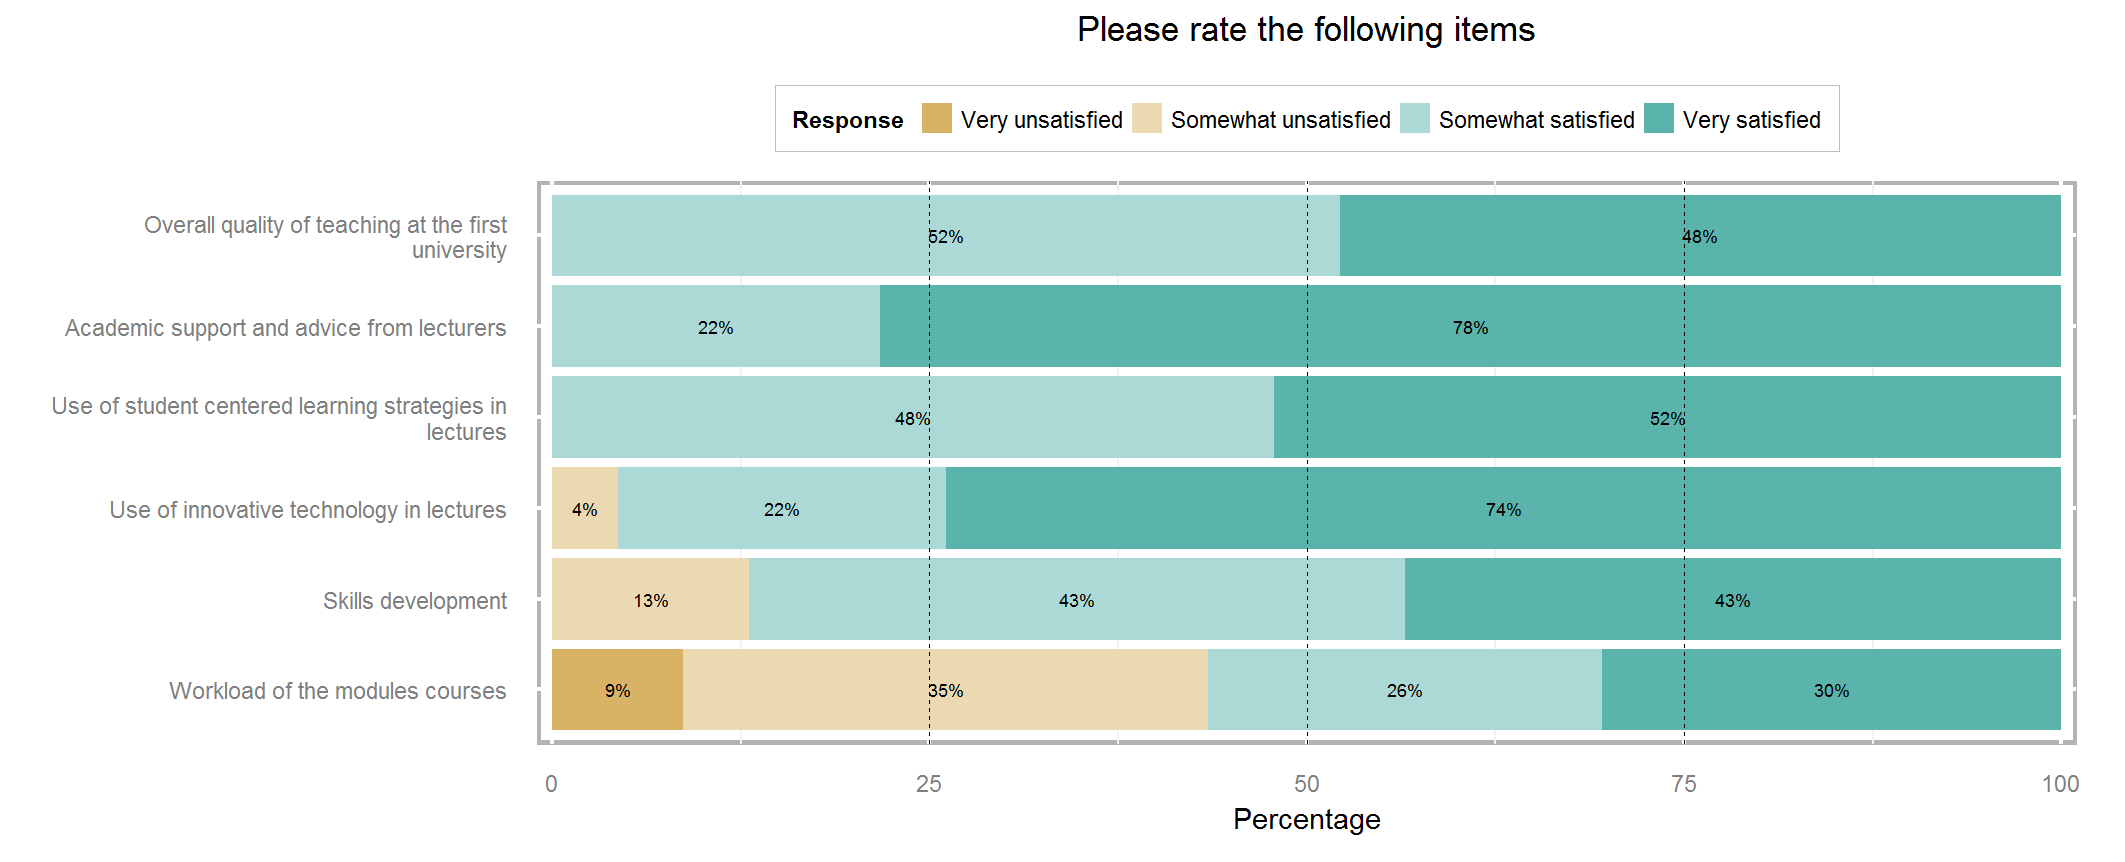 Please rate the following items
Response Very unsatisfied Somewhat unsatisfied Somewhat satisfied Very satisfied
Overall quality of teaching at the first
university
52% 48%
Academic support and advice from lecturers
22% 78%
Use of student centered learning strategies in
lectures
48% 52%
Use of innovative technology in lectures
4% 22% 74%
Skills development
13% 43% 43%
Workload of the modules courses
9% 35% 26% 30%
0 25 50 75 100
Percentage